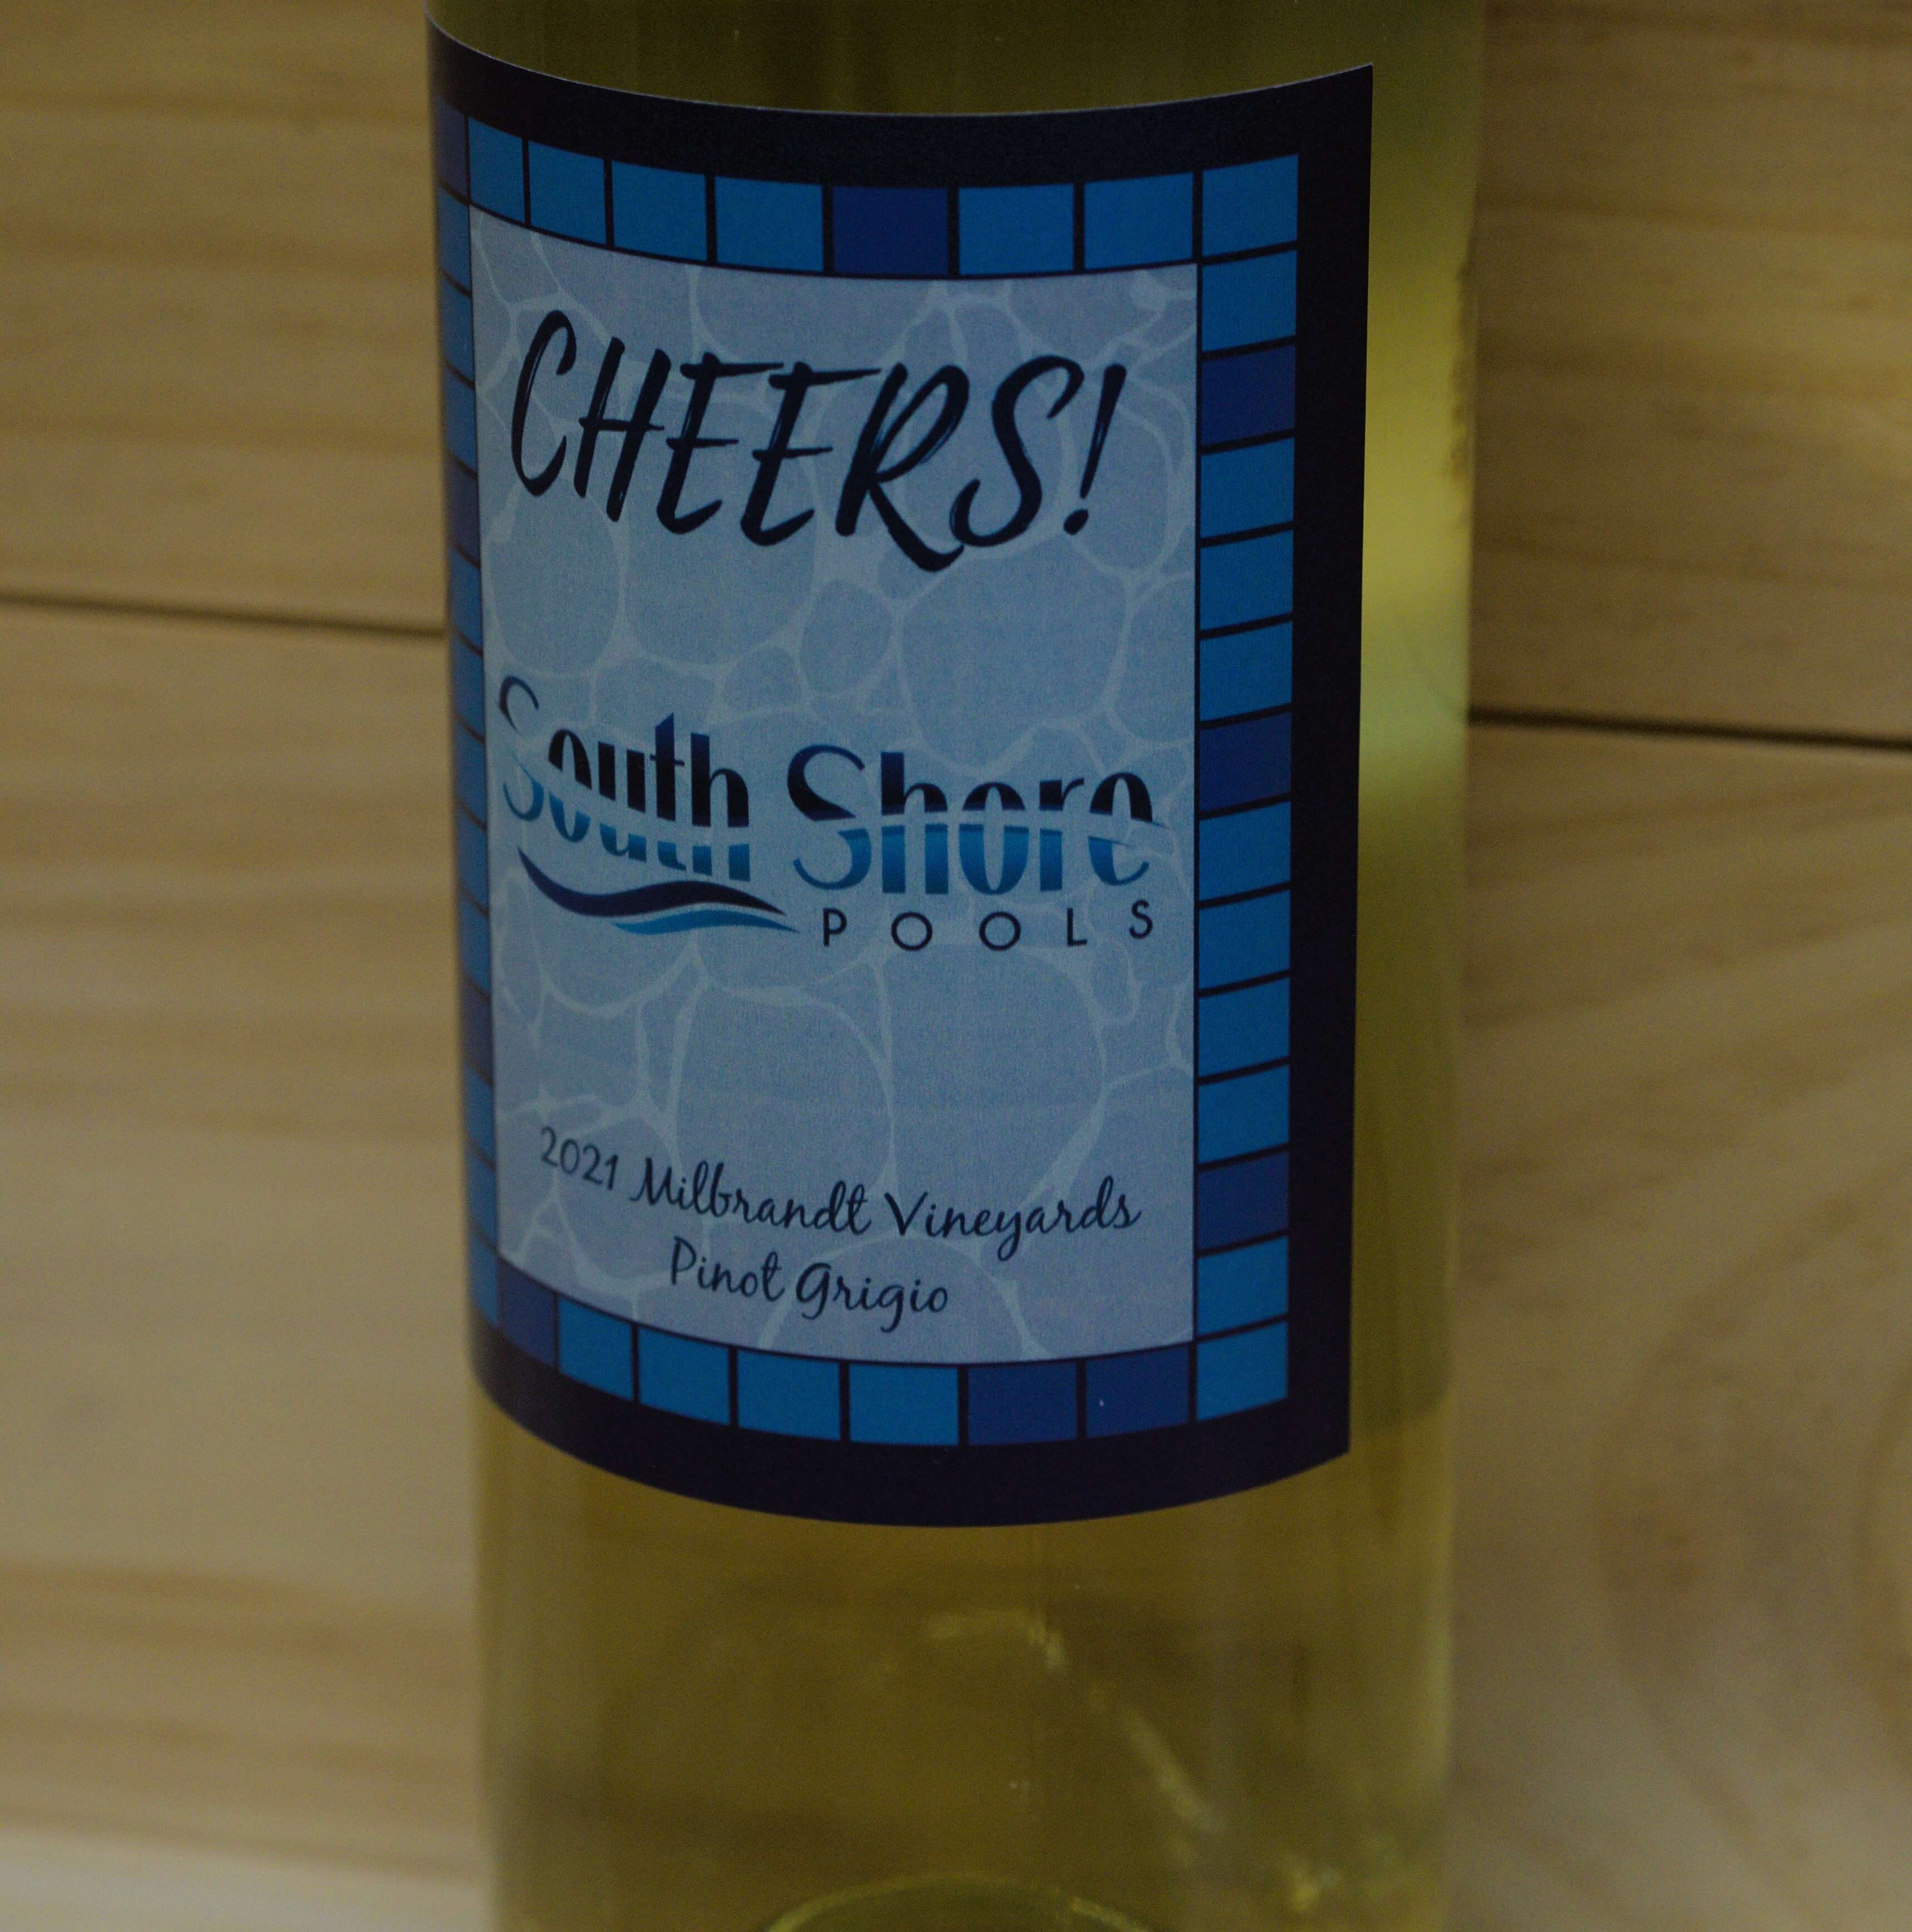 CHEERS!
South Shore
POOLS
2021 Milbrandt Vineyards
Pinot Grigio